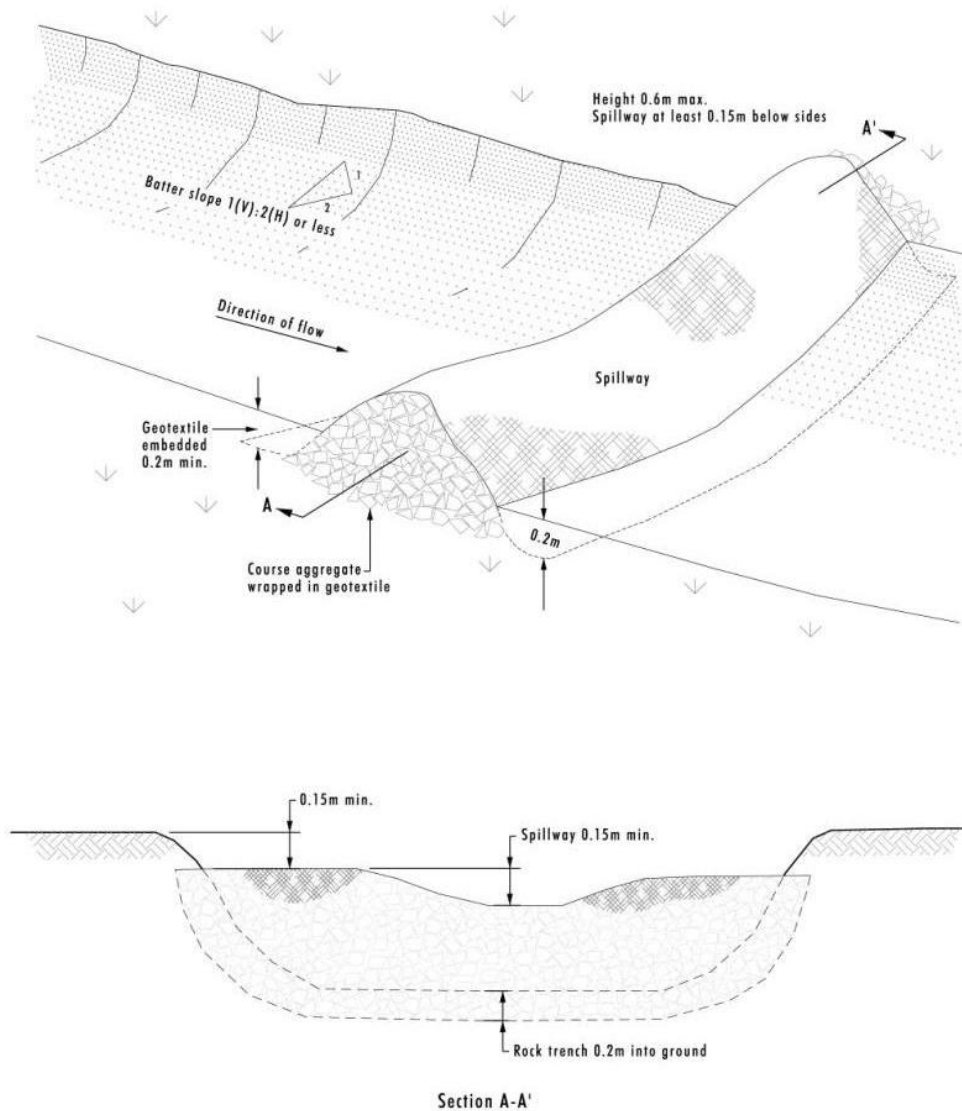 Height 0.6m max.
Spillway at least 0.15m below sides
A'
1
2
Batter slope 1(V):2(H) or less
Direction of flow
Spillway
Geotextile
embedded
0.2m min.
A
0.2m
Course aggregate
wrapped in geotextile
0.15m min.
Spillway 0.15m min.
Rock trench 0.2m into ground
Section A-A'